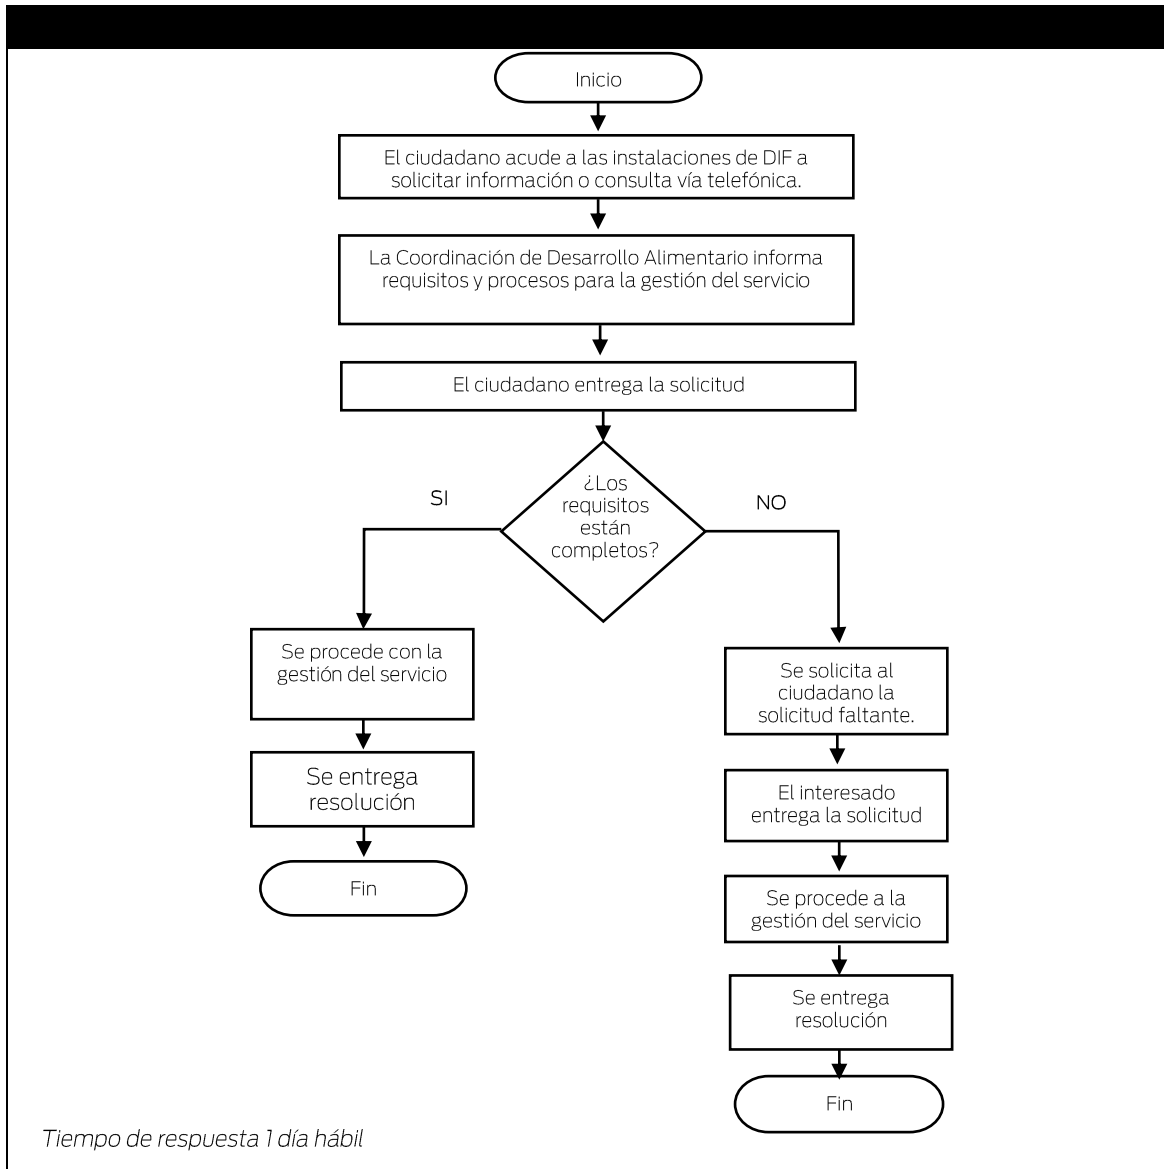 Inicio
El ciudadano acude a las instalaciones de DIF a
solicitar información o consulta vía telefónica.
La Coordinación de Desarrollo Alimentario informa
requisitos y procesos para la gestión del servicio
El ciudadano entrega la solicitud
¿Los
requisitos
están
completos?
SI
NO
Se procede con la
gestión del servicio
Se entrega
resolución
Fin
Se solicita al
ciudadano la
solicitud faltante.
El interesado
entrega la solicitud
Se procede a la
gestión del servicio
Se entrega
resolución
Fin
Tiempo de respuesta 1 día hábil